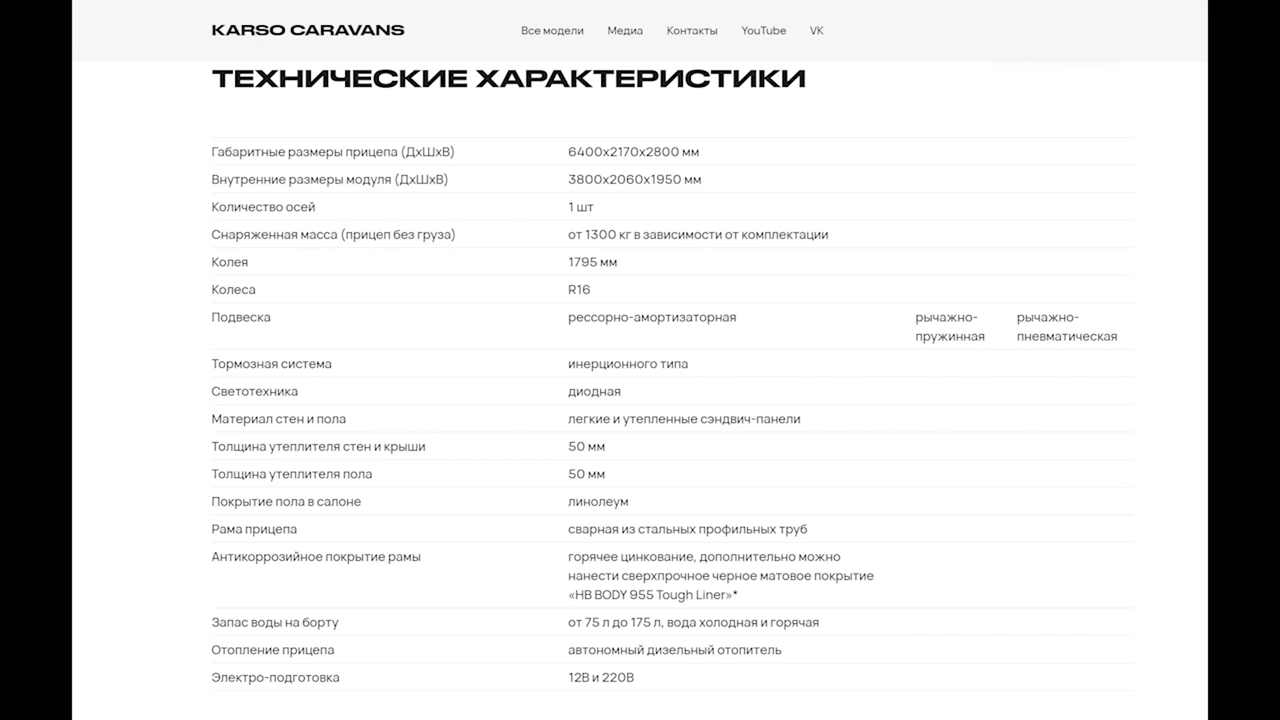 KARSO CARAVANS Все модели Медиа Контакты YouTube VK
ТЕХНИЧЕСКИЕ ХАРАКТЕРИСТИКИ
Габаритные размеры прицепа (ДхШхВ) 6400х2170х2800 мм
Внутренние размеры модуля (ДхШхВ) 3800х2060х1950 мм
Количество осей 1 шт
Снаряженная масса (прицеп без груза) от 1300 кг в зависимости от комплектации
Колея 1795 мм
Колеса R16
Подвеска рессорно-амортизаторная рычажно- рычажно-
пружинная пневматическая
Тормозная система инерционного типа
Светотехника диодная
Материал стен и пола легкие и утепленные сэндвич-панели
Толщина утеплителя стен и крыши 50 мм
Толщина утеплителя пола 50 мм
Покрытие пола в салоне линолеум
Рама прицепа сварная из стальных профильных труб
Антикоррозийное покрытие рамы горячее цинкование, дополнительно можно
нанести сверхпрочное черное матовое покрытие
«HB BODY 955 Tough Liner»*
Запас воды на борту от 75 л до 175 л, вода холодная и горячая
Отопление прицепа автономный дизельный отопитель
Электро-подготовка 12В и 220В